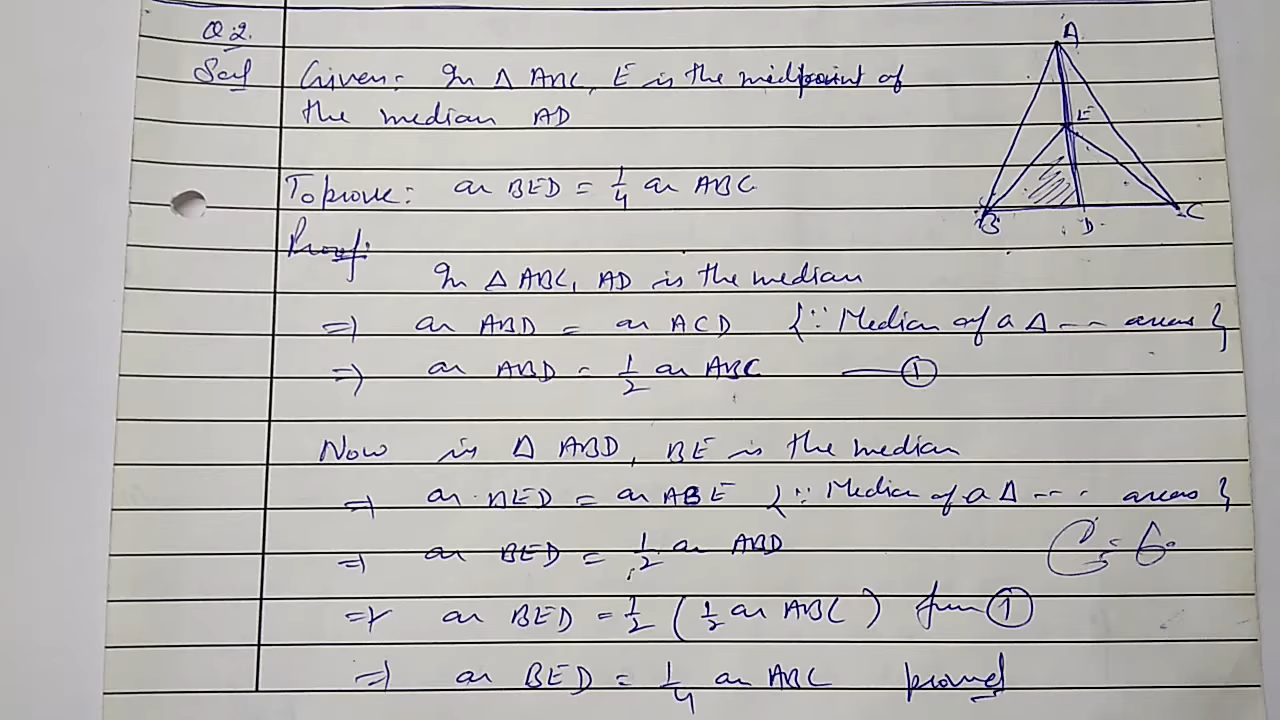 Q.2.
Sol Given: In Δ ABC, E is the midpoint of
the median AD
To prove: ar BED = 1/4 ar ABC
Proof:
In Δ ABC, AD is the median
⇒ ar ABD = ar ACD {∵ Median of a Δ --- areas}
⇒ ar ABD = 1/2 ar ABC — ①
Now in Δ ABD, BE is the median
⇒ ar BED = ar ABE {∵ Median of a Δ --- areas}
⇒ ar BED = 1/2 ar ABD
⇒ ar BED = 1/2 (1/2 ar ABC) from ①
⇒ ar BED = 1/4 ar ABC proved
A
E
B
D
C